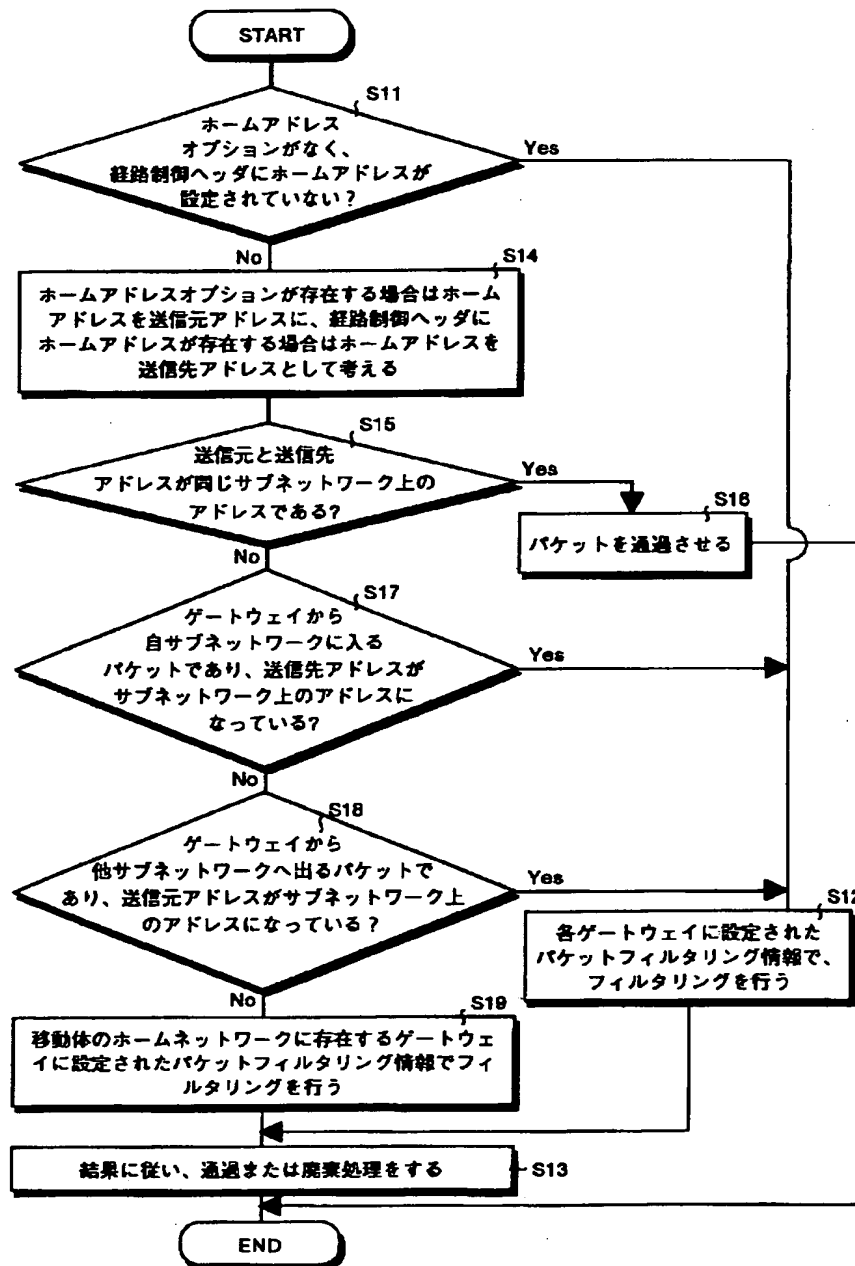 START
S11
ホームアドレス
オプションがなく、
経路制御ヘッダにホームアドレスが
設定されていない?
Yes
No
S14
ホームアドレスオプションが存在する場合はホーム
アドレスを送信元アドレスに、経路制御ヘッダに
ホームアドレスが存在する場合はホームアドレスを
送信先アドレスとして考える
S15
送信元と送信先
アドレスが同じサブネットワーク上の
アドレスである?
Yes
S16
パケットを通過させる
No
S17
ゲートウェイから
自サブネットワークに入る
パケットであり、送信先アドレスが
サブネットワーク上のアドレスに
なっている?
Yes
No
S18
ゲートウェイから
他サブネットワークへ出るパケットで
あり、送信元アドレスがサブネットワーク上
のアドレスになっている?
Yes
S12
各ゲートウェイに設定された
パケットフィルタリング情報で、
フィルタリングを行う
No
S19
移動体のホームネットワークに存在するゲートウェ
イに設定されたパケットフィルタリング情報でフィ
ルタリングを行う
結果に従い、通過または廃棄処理をする
S13
END